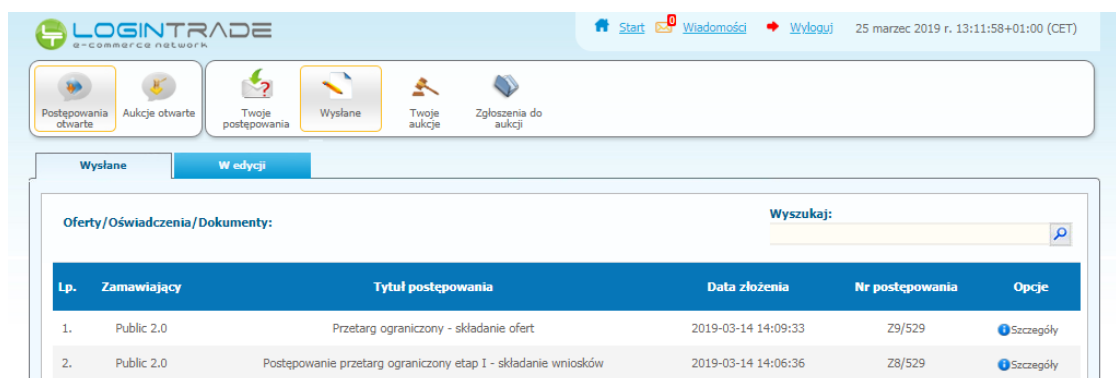 LOGINTRADE
e-commerce network
Start 0 Wiadomości Wyloguj 25 marzec 2019 r. 13:11:58+01:00 (CET)
Postępowania otwarte
Aukcje otwarte
Twoje postępowania
Wysłane
Twoje aukcje
Zgłoszenia do aukcji
Wysłane W edycji
Oferty/Oświadczenia/Dokumenty:
Wyszukaj:
Lp. Zamawiający Tytuł postępowania Data złożenia Nr postępowania Opcje
1. Public 2.0 Przetarg ograniczony - składanie ofert 2019-03-14 14:09:33 Z9/529 Szczegóły
2. Public 2.0 Postępowanie przetarg ograniczony etap I - składanie wniosków 2019-03-14 14:06:36 Z8/529 Szczegóły